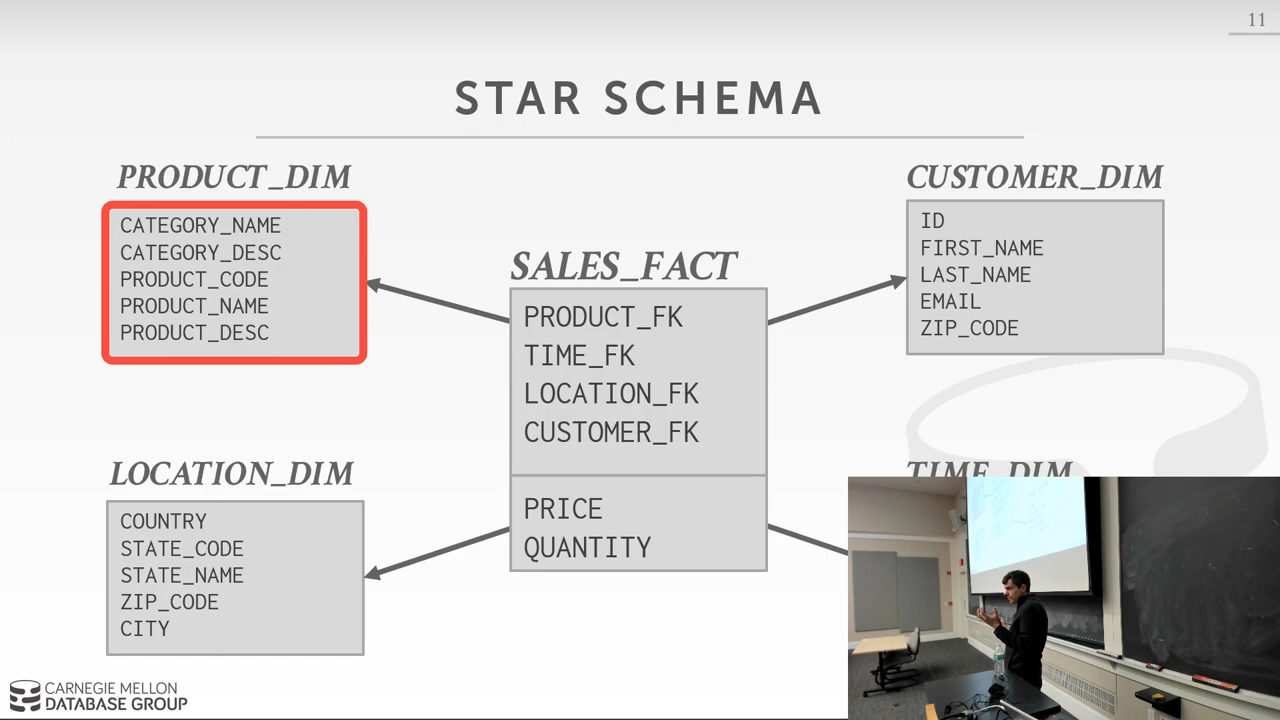 11
STAR SCHEMA
PRODUCT_DIM
CATEGORY_NAME
CATEGORY_DESC
PRODUCT_CODE
PRODUCT_NAME
PRODUCT_DESC
SALES_FACT
PRODUCT_FK
TIME_FK
LOCATION_FK
CUSTOMER_FK
PRICE
QUANTITY
CUSTOMER_DIM
ID
FIRST_NAME
LAST_NAME
EMAIL
ZIP_CODE
LOCATION_DIM
COUNTRY
STATE_CODE
STATE_NAME
ZIP_CODE
CITY
TIME_DIM
CARNEGIE MELLON
DATABASE GROUP